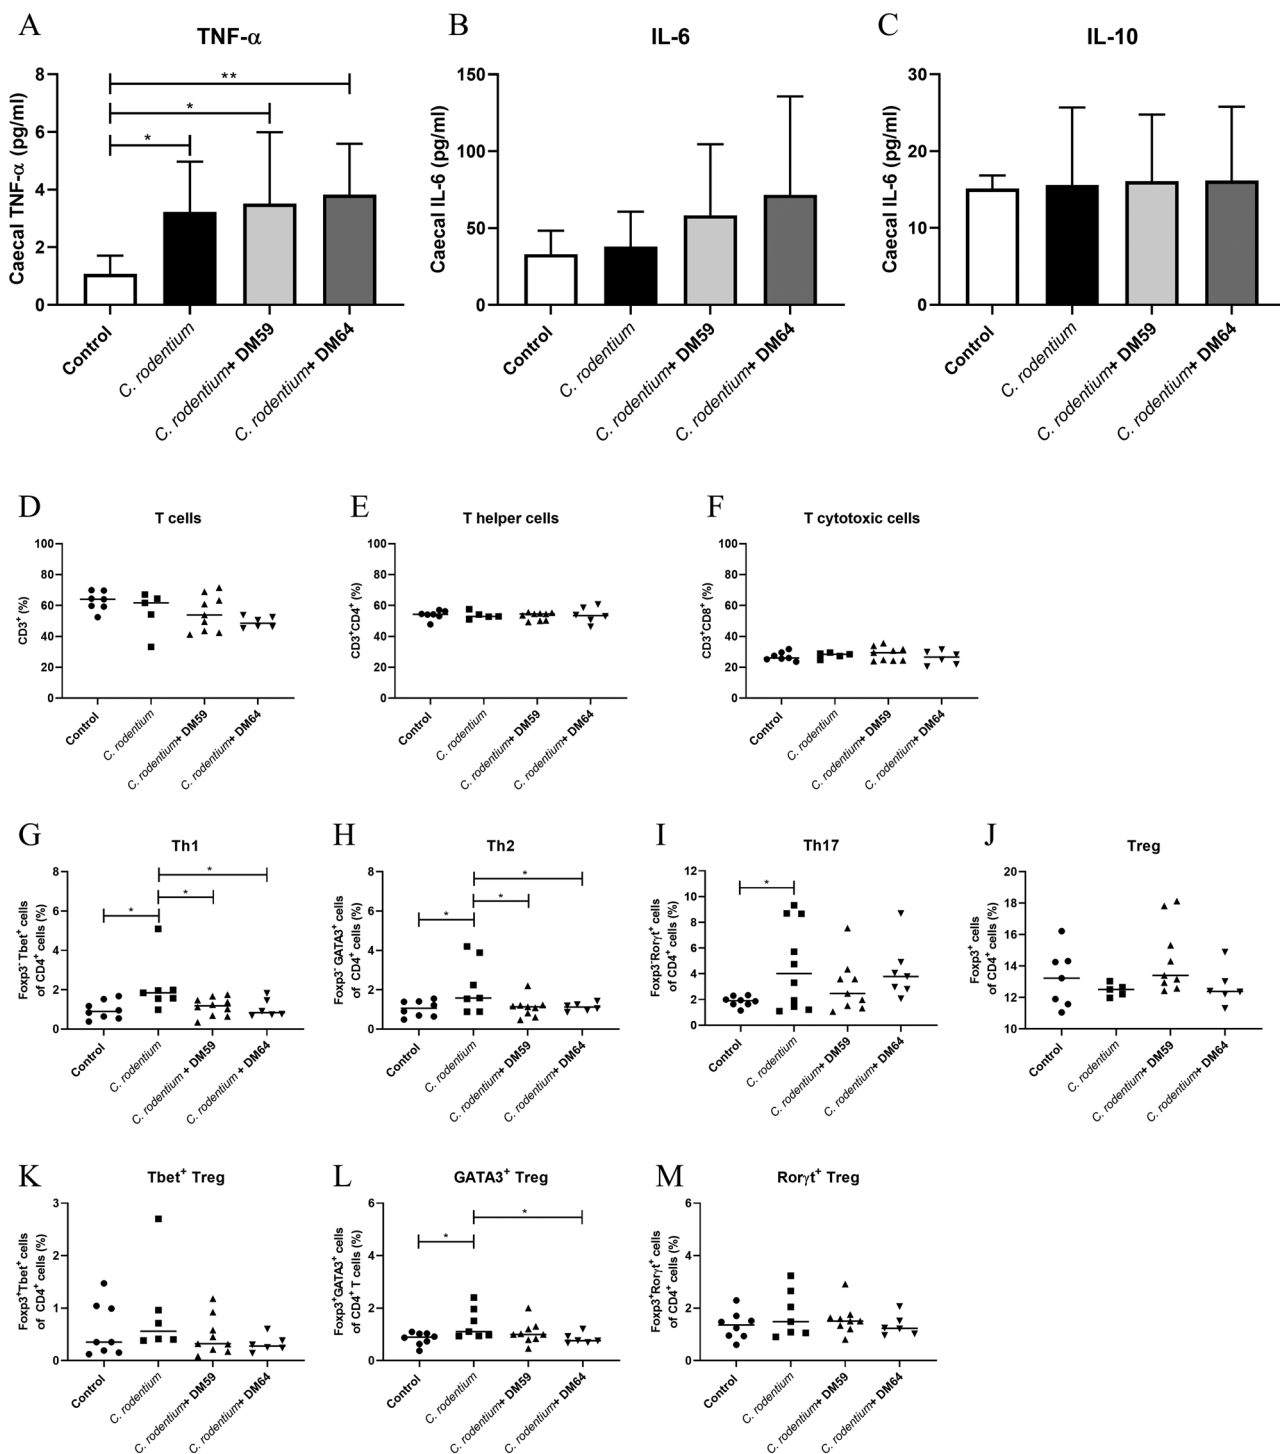 A
TNF-α
Caecal TNF-α (pg/ml)
8
6
4
2
0
*
*
**
Control
C. rodentium
C. rodentium+ DM59
C. rodentium+ DM64
B
IL-6
Caecal IL-6 (pg/ml)
150
100
50
0
Control
C. rodentium
C. rodentium+ DM59
C. rodentium+ DM64
C
IL-10
Caecal IL-6 (pg/ml)
30
20
10
0
Control
C. rodentium
C. rodentium+ DM59
C. rodentium+ DM64
D
T cells
CD3⁺ (%)
100
80
60
40
20
0
Control
C. rodentium
C. rodentium+ DM59
C. rodentium+ DM64
E
T helper cells
CD3⁺CD4⁺ (%)
100
80
60
40
20
0
Control
C. rodentium
C. rodentium+ DM59
C. rodentium+ DM64
F
T cytotoxic cells
CD3⁺CD8⁺ (%)
100
80
60
40
20
0
Control
C. rodentium
C. rodentium+ DM59
C. rodentium+ DM64
G
Th1
Foxp3⁻Tbet⁺ cells
of CD4⁺ cells (%)
8
6
4
2
0
*
*
*
Control
C. rodentium
C. rodentium+ DM59
C. rodentium + DM64
H
Th2
Foxp3⁻GATA3⁺ cells
of CD4⁺ cells (%)
8
6
4
2
0
*
*
*
Control
C. rodentium
C. rodentium+ DM59
C. rodentium+ DM64
I
Th17
Foxp3⁻Rorγt⁺ cells
of CD4⁺ cells (%)
12
10
8
6
4
2
0
*
Control
C. rodentium
C. rodentium+ DM59
C. rodentium+ DM64
J
Treg
Foxp3⁺ cells
of CD4⁺ cells (%)
20
18
16
14
12
10
Control
C. rodentium
C. rodentium+ DM59
C. rodentium+ DM64
K
Tbet⁺ Treg
Foxp3⁺Tbet⁺ cells
of CD4⁺ cells (%)
3
2
1
0
Control
C. rodentium
C. rodentium+ DM59
C. rodentium+ DM64
L
GATA3⁺ Treg
Foxp3⁺GATA3⁺ cells
of CD4⁺ T cells (%)
6
4
2
0
*
*
Control
C. rodentium
C. rodentium+ DM59
C. rodentium+ DM64
M
Rorγt⁺ Treg
Foxp3⁺Rorγt⁺ cells
of CD4⁺ cells (%)
6
4
2
0
Control
C. rodentium
C. rodentium+ DM59
C. rodentium+ DM64